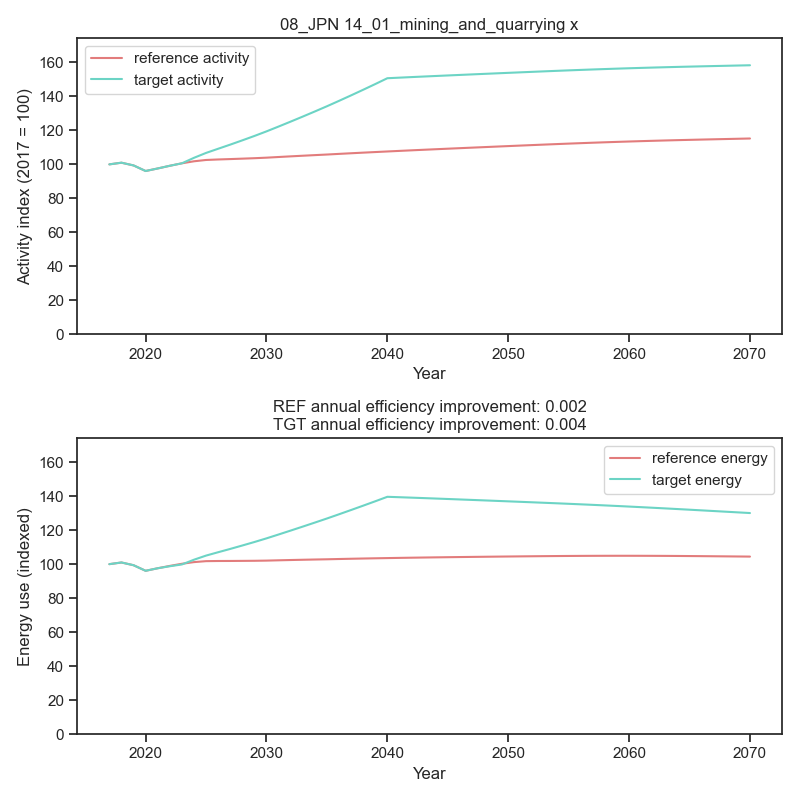 08_JPN 14_01_mining_and_quarrying x
reference activity
target activity
Activity index (2017 = 100)
160
140
120
100
80
60
40
20
0
2020 2030 2040 2050 2060 2070
Year
REF annual efficiency improvement: 0.002
TGT annual efficiency improvement: 0.004
reference energy
target energy
Energy use (indexed)
160
140
120
100
80
60
40
20
0
2020 2030 2040 2050 2060 2070
Year